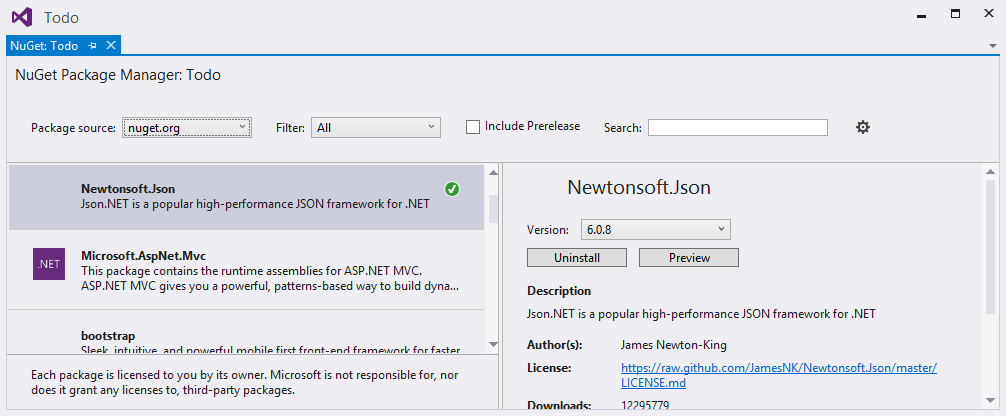 Todo
NuGet: Todo
NuGet Package Manager: Todo
Package source: nuget.org Filter: All Include Prerelease Search:
Newtonsoft.Json
Json.NET is a popular high-performance JSON framework for .NET
.NET
Microsoft.AspNet.Mvc
This package contains the runtime assemblies for ASP.NET MVC.
ASP.NET MVC gives you a powerful, patterns-based way to build dyna...
bootstrap
Sleek, intuitive, and powerful mobile first front-end framework for faster
Each package is licensed to you by its owner. Microsoft is not responsible for, nor
does it grant any licenses to, third-party packages.
Newtonsoft.Json
Version: 6.0.8
Uninstall Preview
Description
Json.NET is a popular high-performance JSON framework for .NET
Author(s): James Newton-King
License: https://raw.github.com/JamesNK/Newtonsoft.Json/master/
LICENSE.md
Downloads: 12295779